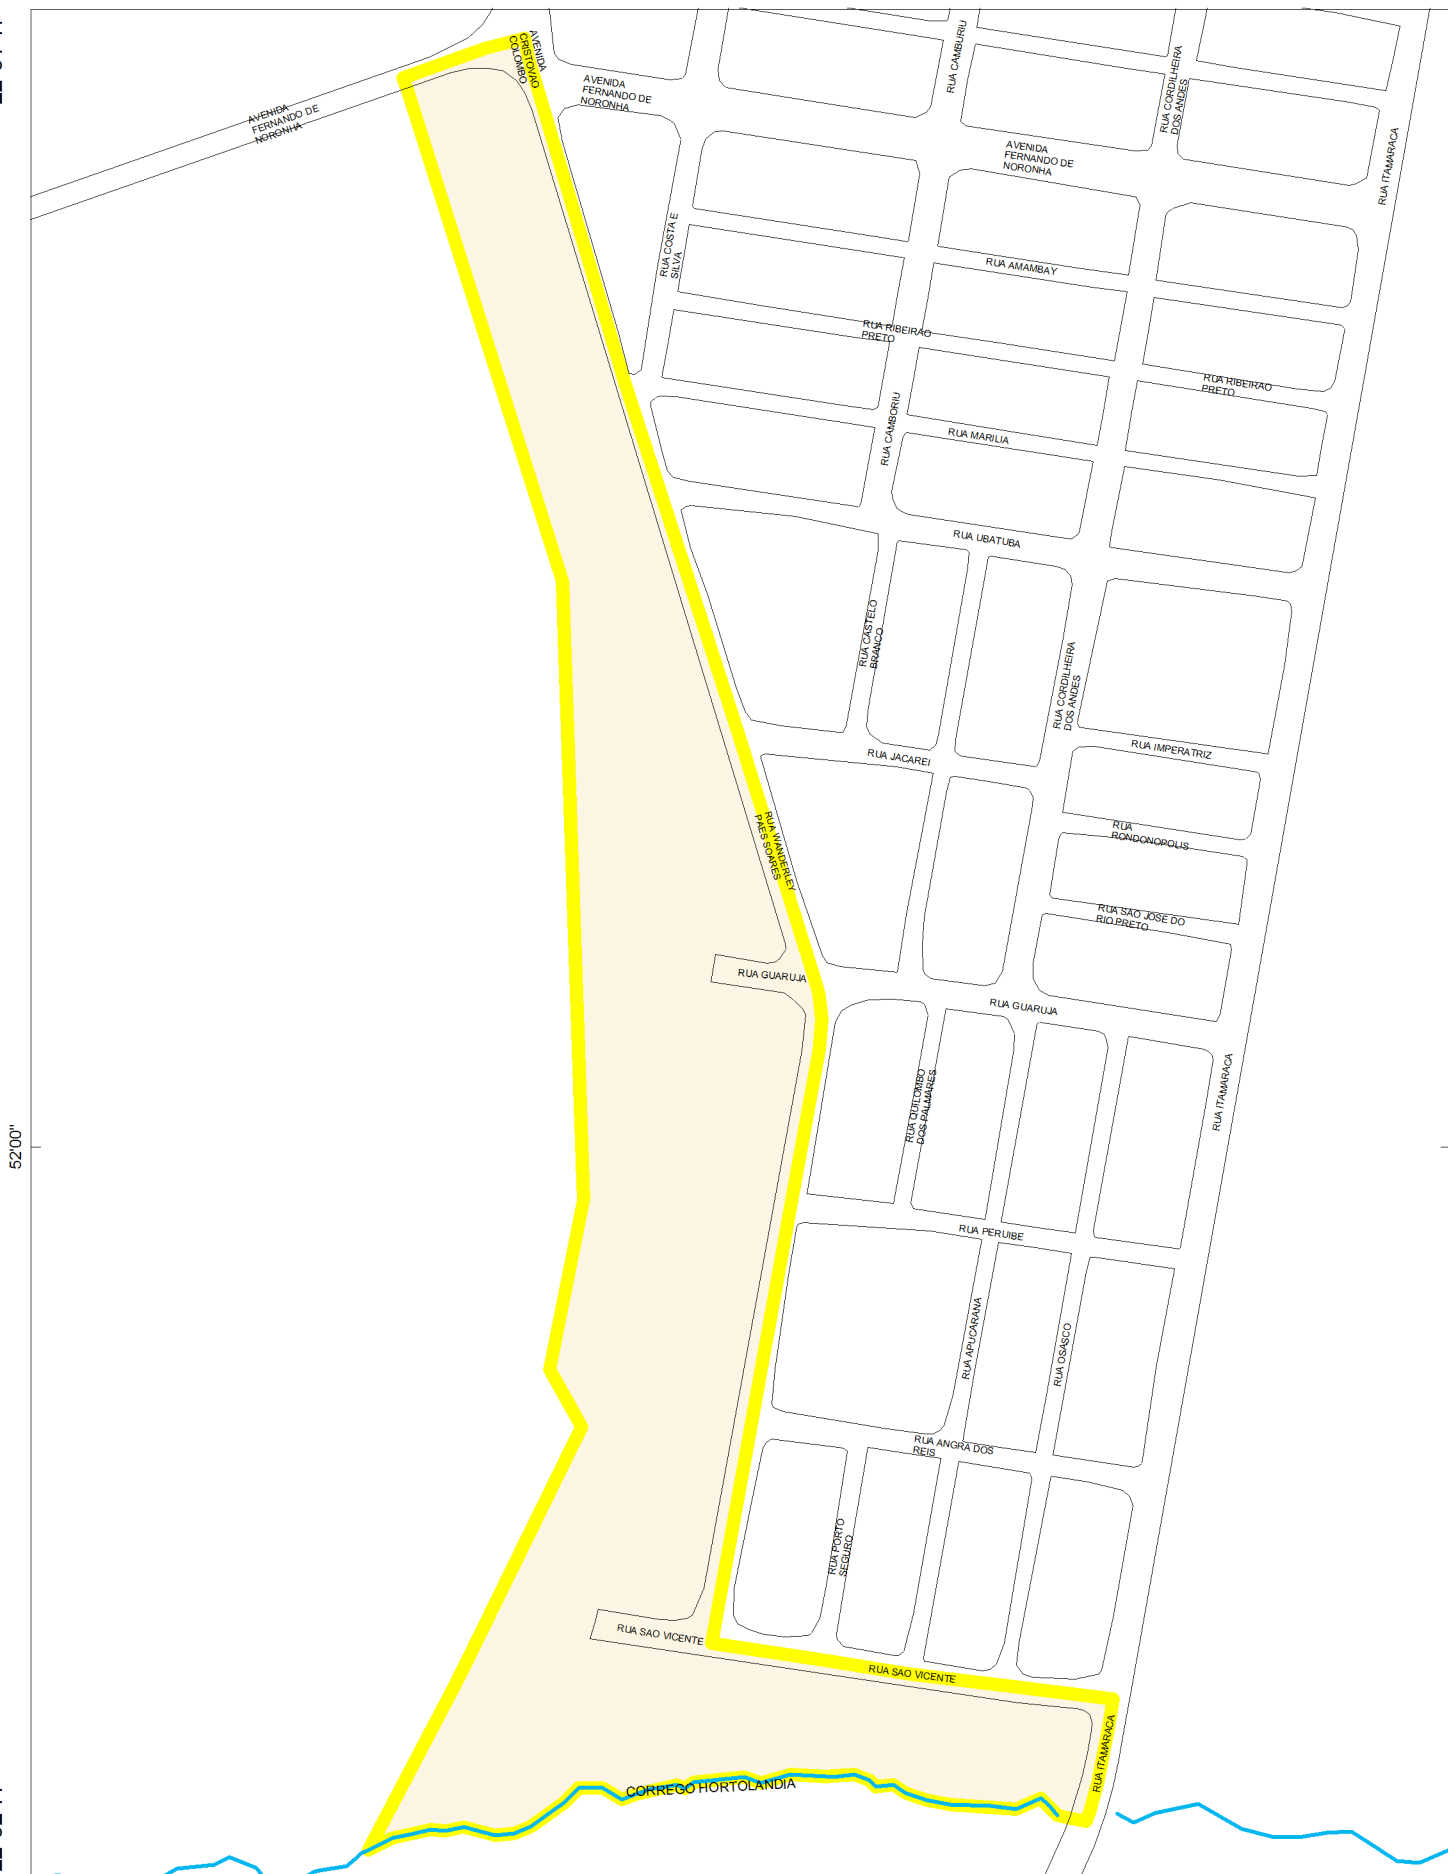 AVENIDA
CRISTOVAO
COLOMBO
RUA CAMBURIU
RUA CORDILHEIRA
DOS ANDES
AVENIDA
FERNANDO DE
NORONHA
AVENIDA
FERNANDO DE
NORONHA
AVENIDA
FERNANDO DE
NORONHA
RUA ITAMARACA
RUA COSTA E
SILVA
RUA AMAMBAY
RUA RIBEIRAO
PRETO
RUA RIBEIRAO
PRETO
RUA CAMBORIU
RUA MARILIA
RUA UBATUBA
RUA CASTELO
BRANCO
RUA CORDILHEIRA
DOS ANDES
RUA JACAREI
RUA IMPERATRIZ
RUA WANDERLEY
PAES SOARES
RUA
RONDONOPOLIS
RUA SAO JOSE DO
RIO PRETO
RUA GUARUJA
RUA GUARUJA
RUA QUILOMBO
DOS PALMARES
RUA ITAMARACA
52'00"
RUA PERUIBE
RUA APUCARANA
RUA OSASCO
RUA ANGRA DOS
REIS
RUA PORTO
SEGURO
RUA SAO VICENTE
RUA SAO VICENTE
RUA ITAMARACA
CORREGO HORTOLANDIA